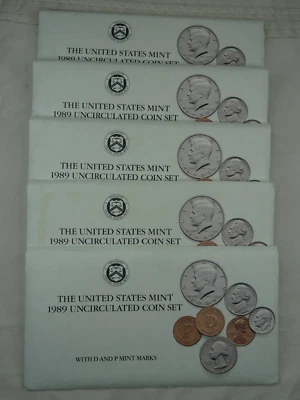 THE UNITED STATES MINT
1989 UNCIRCULATED COIN SET
THE UNITED STATES MINT
1989 UNCIRCULATED COIN SET
THE UNITED STATES MINT
1989 UNCIRCULATED COIN SET
THE UNITED STATES MINT
1989 UNCIRCULATED COIN SET
THE UNITED STATES MINT
1989 UNCIRCULATED COIN SET
WITH D AND P MINT MARKS